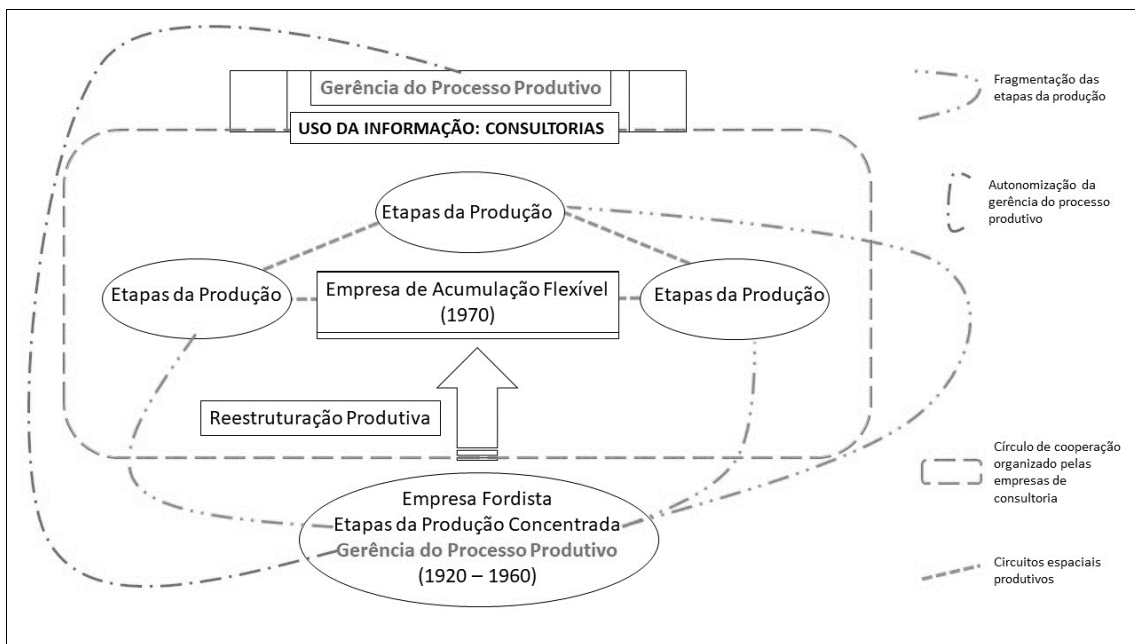 Gerência do Processo Produtivo
USO DA INFORMAÇÃO: CONSULTORIAS
Etapas da Produção
Etapas da Produção
Empresa de Acumulação Flexível
(1970)
Etapas da Produção
Reestruturação Produtiva
Empresa Fordista
Etapas da Produção Concentrada
Gerência do Processo Produtivo
(1920 – 1960)
Fragmentação das
etapas da produção
Autonomização da
gerência do processo
produtivo
Círculo de cooperação
organizado pelas
empresas de
consultoria
Circuitos espaciais
produtivos